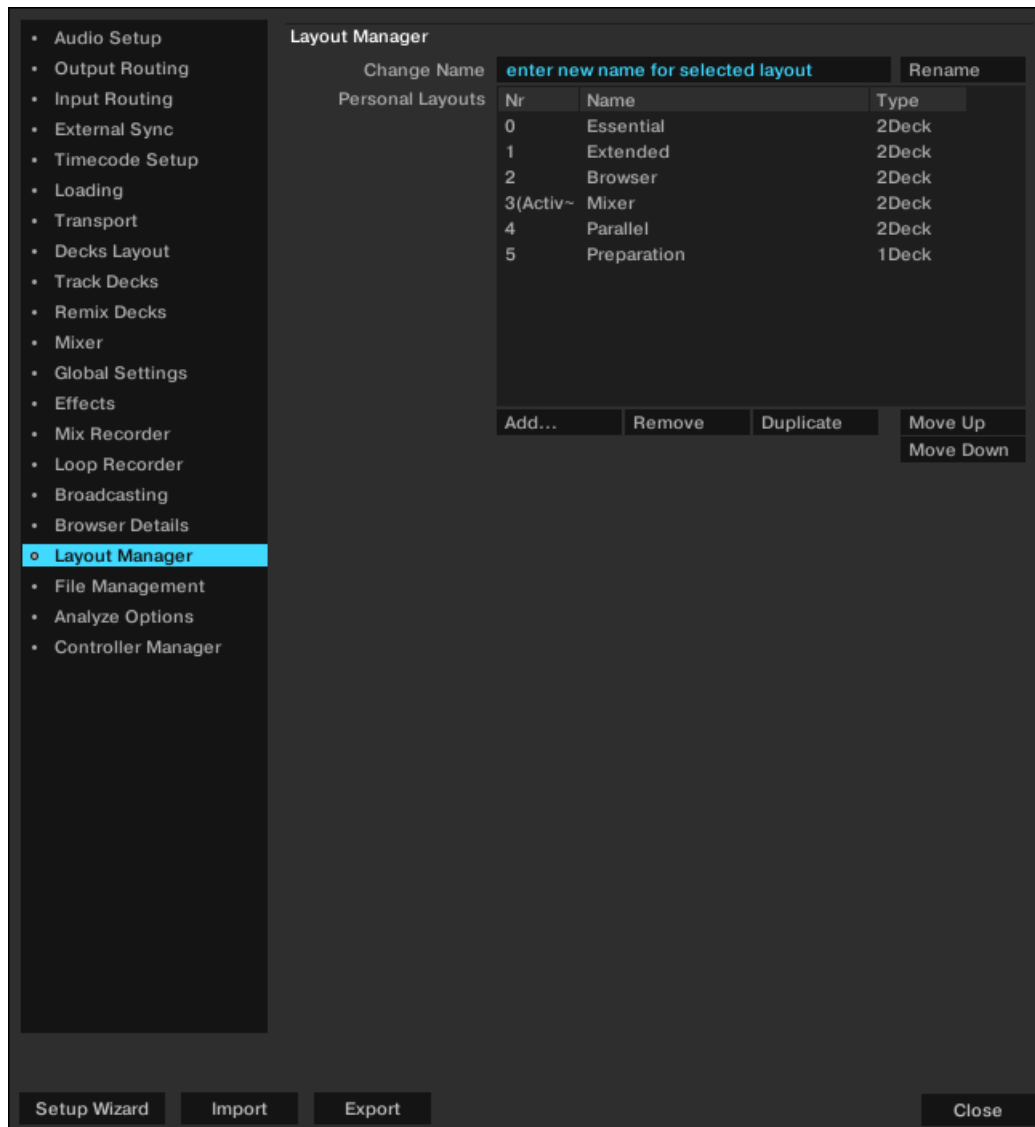 Audio Setup
Output Routing
Input Routing
External Sync
Timecode Setup
Loading
Transport
Decks Layout
Track Decks
Remix Decks
Mixer
Global Settings
Effects
Mix Recorder
Loop Recorder
Broadcasting
Browser Details
Layout Manager
File Management
Analyze Options
Controller Manager
Layout Manager
Change Name enter new name for selected layout Rename
Personal Layouts Nr Name Type
0 Essential 2Deck
1 Extended 2Deck
2 Browser 2Deck
3(Activ~ Mixer 2Deck
4 Parallel 2Deck
5 Preparation 1Deck
Add... Remove Duplicate Move Up
Move Down
Setup Wizard Import Export Close